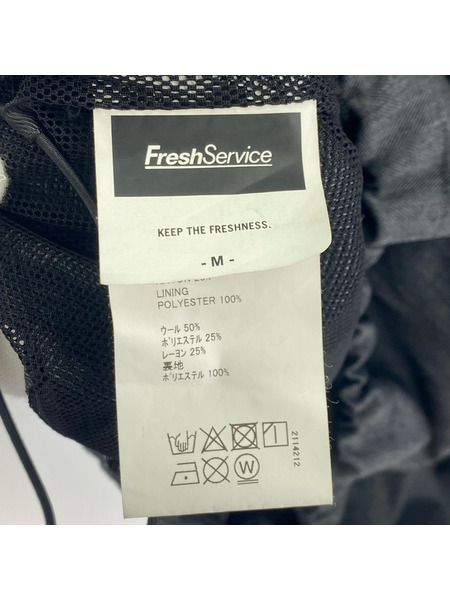 FreshService
KEEP THE FRESHNESS.
- M -
LINING
POLYESTER 100%
ウール 50%
ポリエステル 25%
レーヨン 25%
裏地
ポリエステル 100%
W
2114212